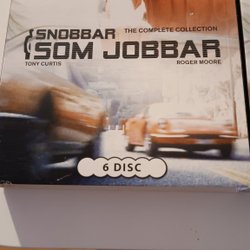 SNOBBAR THE COMPLETE COLLECTION
SOM JOBBAR
TONY CURTIS ROGER MOORE
6 DISC